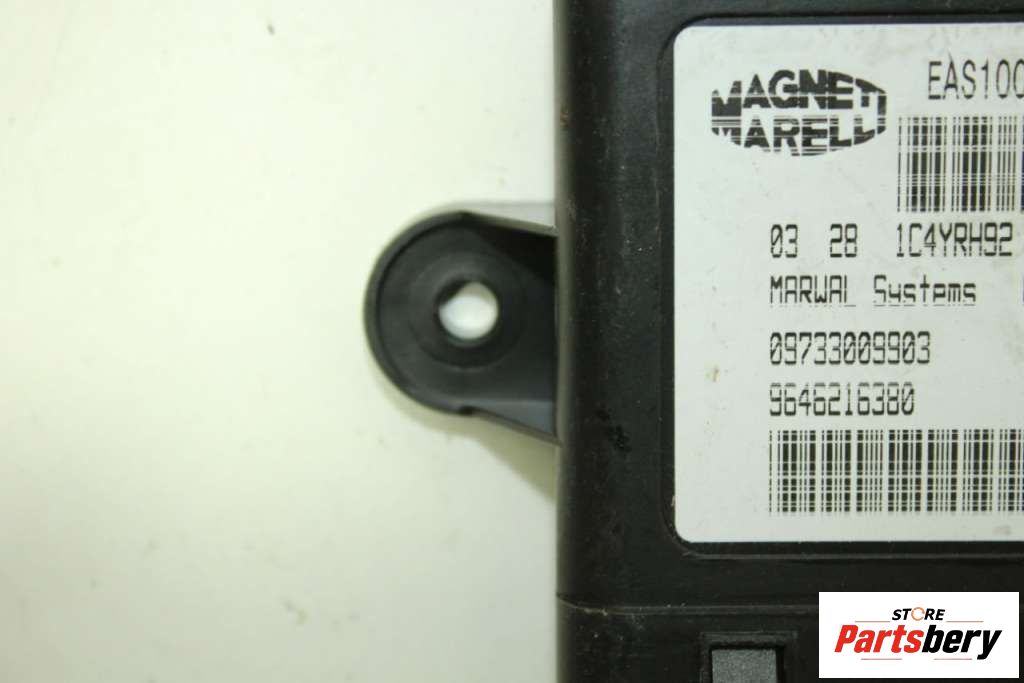 MAGNETI
MARELLI
EAS100
03 28 1C4YRH92
MARWAL Systems
09733009903
9646216380
STORE
Partsbery